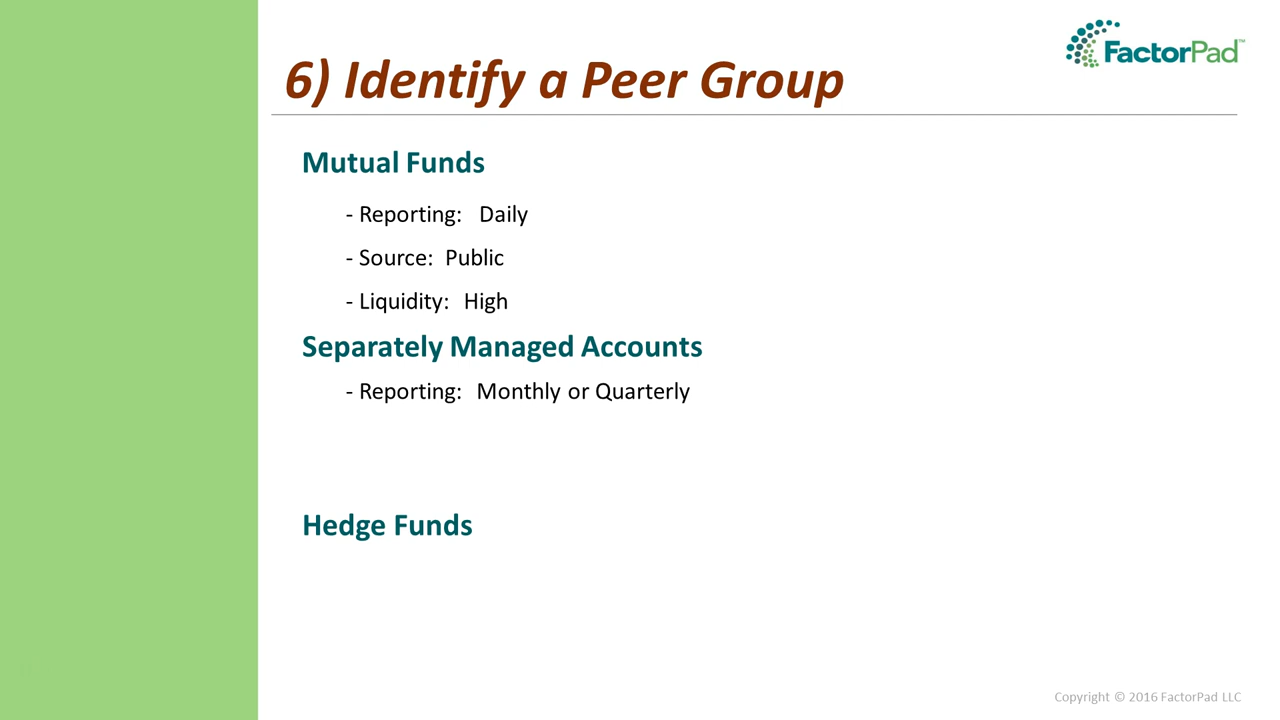 FactorPad™
6) Identify a Peer Group
Mutual Funds
- Reporting: Daily
- Source: Public
- Liquidity: High
Separately Managed Accounts
- Reporting: Monthly or Quarterly
Hedge Funds
Copyright © 2016 FactorPad LLC